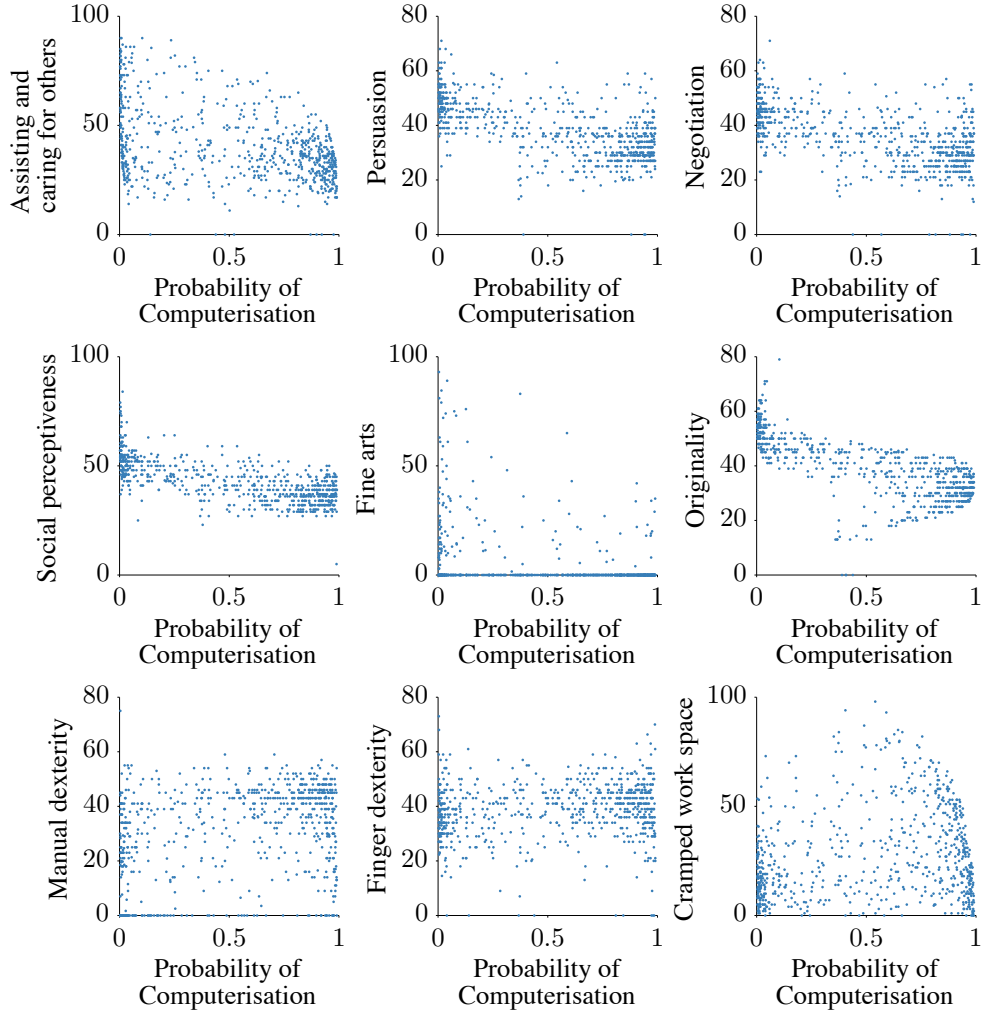 Assisting and
caring for others
100
50
0
0
0.5
1
Probability of
Computerisation
Persuasion
80
60
40
20
0
0
0.5
1
Probability of
Computerisation
Negotiation
80
60
40
20
0
0
0.5
1
Probability of
Computerisation
Social perceptiveness
100
50
0
0
0.5
1
Probability of
Computerisation
Fine arts
100
50
0
0
0.5
1
Probability of
Computerisation
Originality
80
60
40
20
0
0
0.5
1
Probability of
Computerisation
Manual dexterity
80
60
40
20
0
0
0.5
1
Probability of
Computerisation
Finger dexterity
80
60
40
20
0
0
0.5
1
Probability of
Computerisation
Cramped work space
100
50
0
0
0.5
1
Probability of
Computerisation